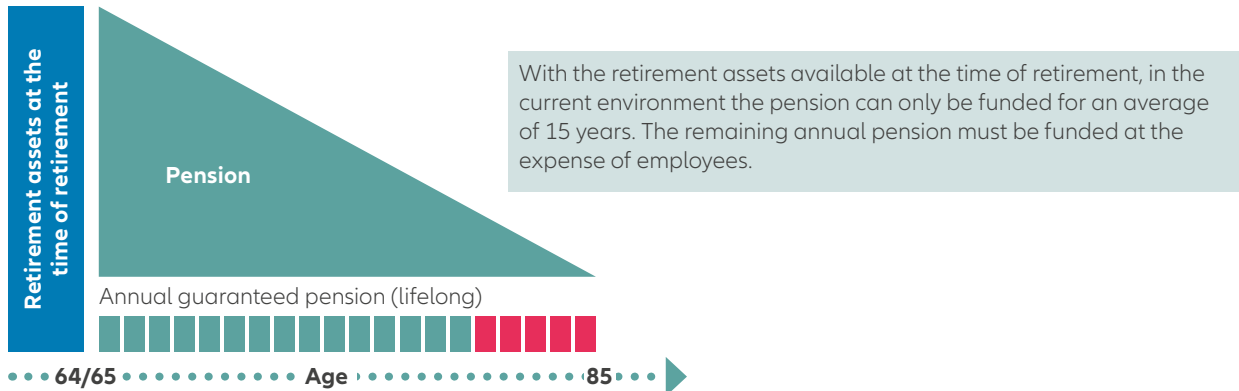 Retirement assets at the
time of retirement
Pension
With the retirement assets available at the time of retirement, in the
current environment the pension can only be funded for an average
of 15 years. The remaining annual pension must be funded at the
expense of employees.
Annual guaranteed pension (lifelong)
64/65 Age 85